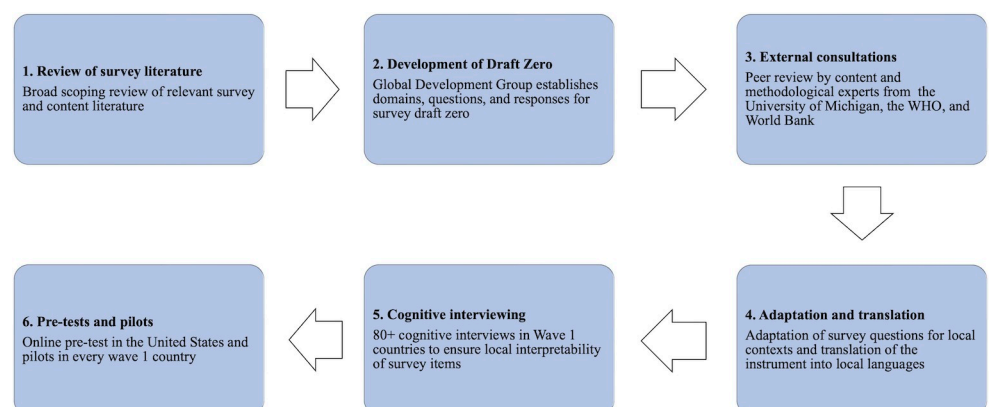 1. Review of survey literature
Broad scoping review of relevant survey
and content literature
2. Development of Draft Zero
Global Development Group establishes
domains, questions, and responses for
survey draft zero
3. External consultations
Peer review by content and
methodological experts from the
University of Michigan, the WHO, and
World Bank
4. Adaptation and translation
Adaptation of survey questions for local
contexts and translation of the
instrument into local languages
5. Cognitive interviewing
80+ cognitive interviews in Wave 1
countries to ensure local interpretability
of survey items
6. Pre-tests and pilots
Online pre-test in the United States and
pilots in every wave 1 country